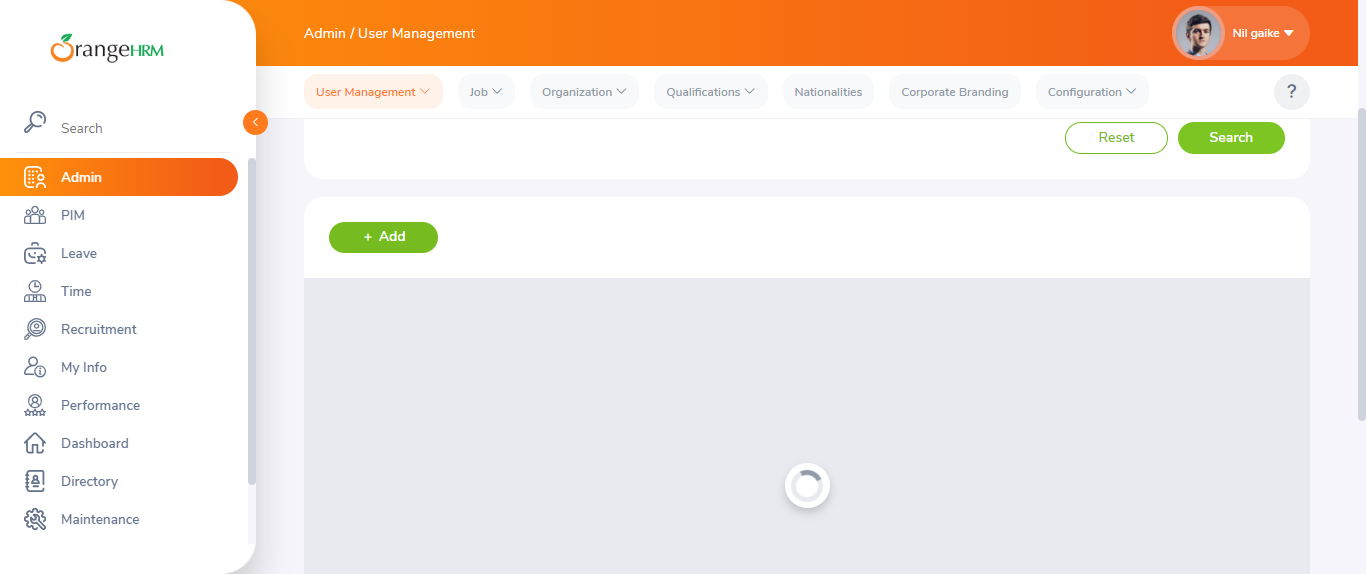 OrangeHRM
Admin / User Management
Nil gaike
User Management
Job
Organization
Qualifications
Nationalities
Corporate Branding
Configuration
?
Search
Admin
PIM
Leave
Time
Recruitment
My Info
Performance
Dashboard
Directory
Maintenance
Reset
Search
+ Add